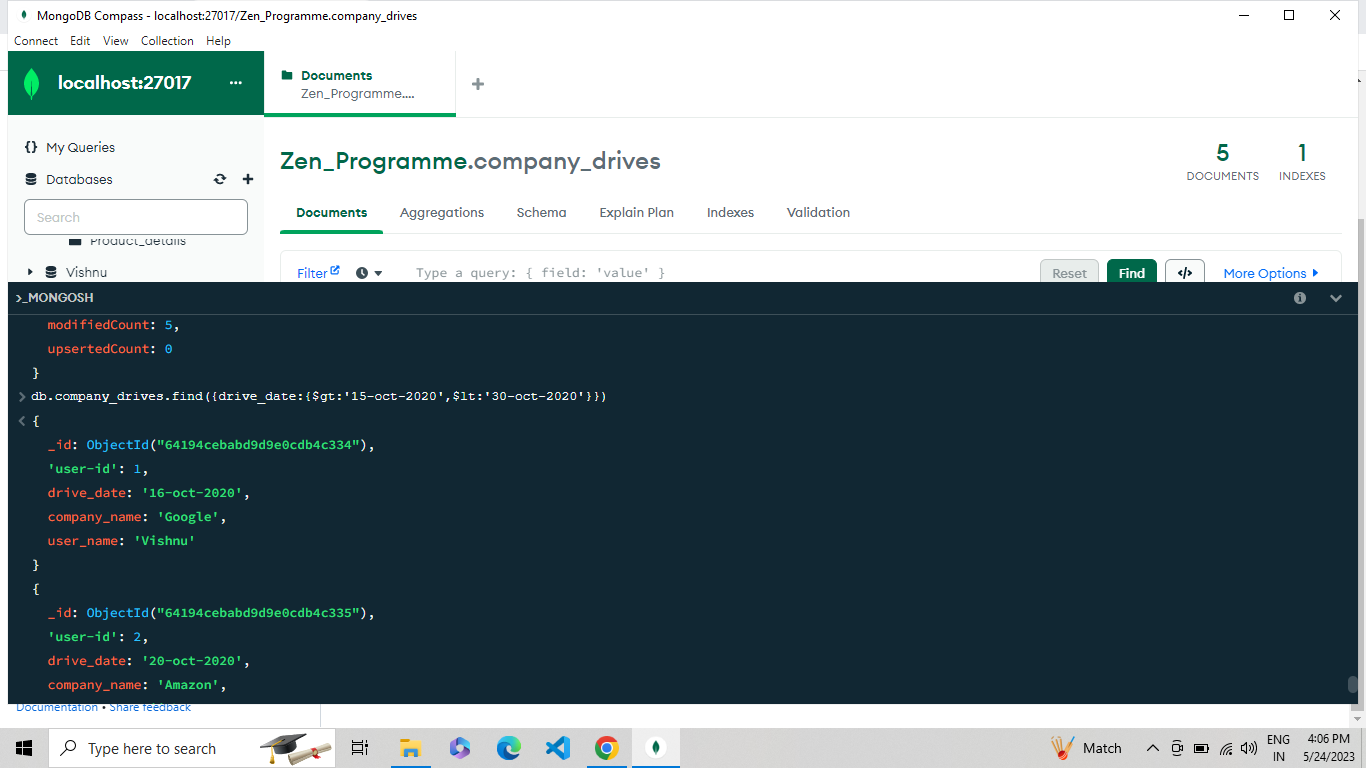 MongoDB Compass - localhost:27017/Zen_Programme.company_drives
Connect Edit View Collection Help
localhost:27017 ...
Documents
Zen_Programme....
{} My Queries
Databases
Search
Product_details
Vishnu
Zen_Programme.company_drives
5
DOCUMENTS
1
INDEXES
Documents Aggregations Schema Explain Plan Indexes Validation
Filter Type a query: { field: 'value' } Reset Find </> More Options
>_MONGOSH
modifiedCount: 5,
upsertedCount: 0
}
> db.company_drives.find({drive_date:{$gt:'15-oct-2020',$lt:'30-oct-2020'}})
< {
_id: ObjectId("64194cebabd9d9e0cdb4c334"),
'user-id': 1,
drive_date: '16-oct-2020',
company_name: 'Google',
user_name: 'Vishnu'
}
{
_id: ObjectId("64194cebabd9d9e0cdb4c335"),
'user-id': 2,
drive_date: '20-oct-2020',
company_name: 'Amazon',
Documentation • Share feedback
Type here to search
Match
ENG
IN
4:06 PM
5/24/2023